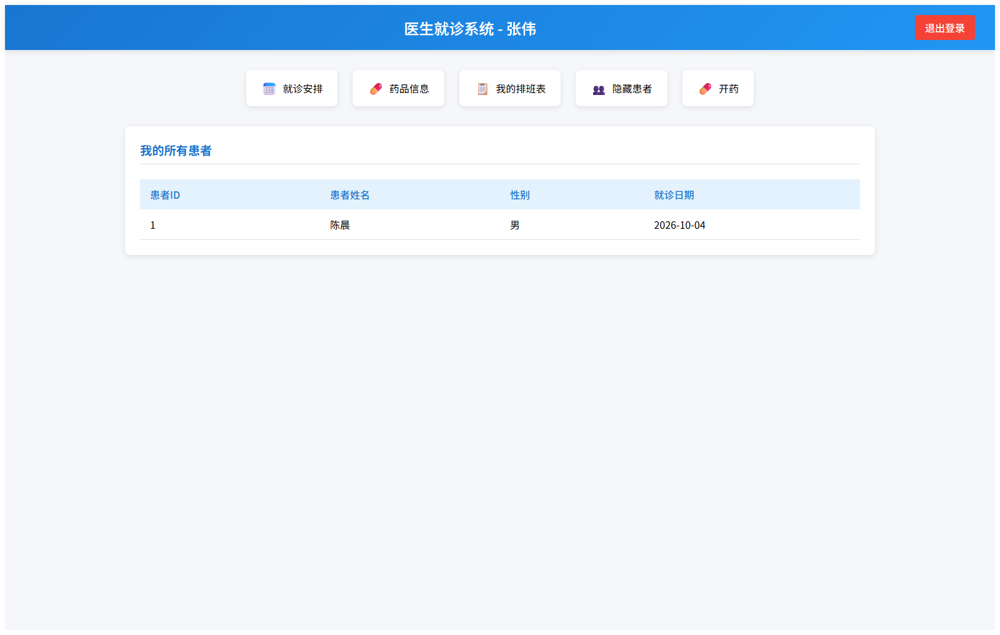 医生就诊系统 - 张伟
退出登录
就诊安排
药品信息
我的排班表
隐藏患者
开药
我的所有患者
患者ID 患者姓名 性别 就诊日期
1 陈晨 男 2026-10-04